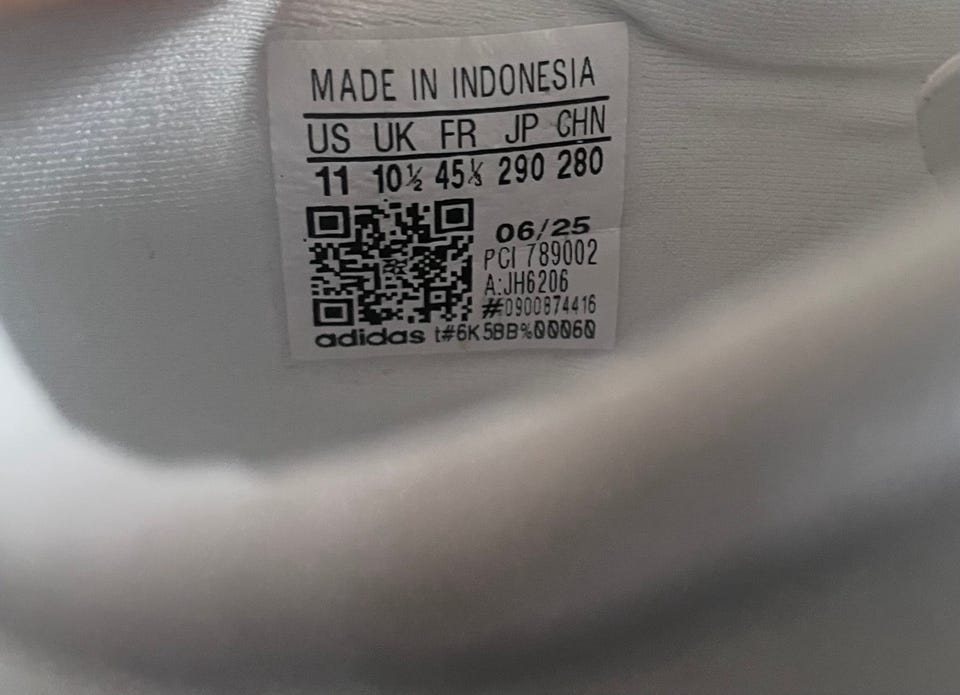 MADE IN INDONESIA
US UK FR JP CHN
11 10½ 45⅓ 290 280
06/25
PCI 789002
A:JH6206
#0900874416
adidas t#6K5BB%00060